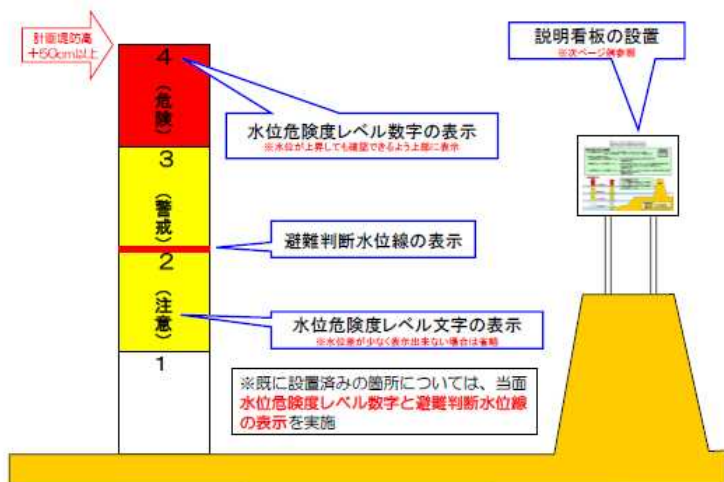 計画堤防高
+50cm以上
4
(危険)
3
(警戒)
2
(注意)
1
説明看板の設置
※次ページ例参照
水位危険度レベル数字の表示
※水位が上昇しても確認できるよう上部に表示
避難判断水位線の表示
水位危険度レベル文字の表示
※水位差が少なく表示出来ない場合は省略
※既に設置済みの箇所については、当面
水位危険度レベル数字と避難判断水位線
の表示を実施